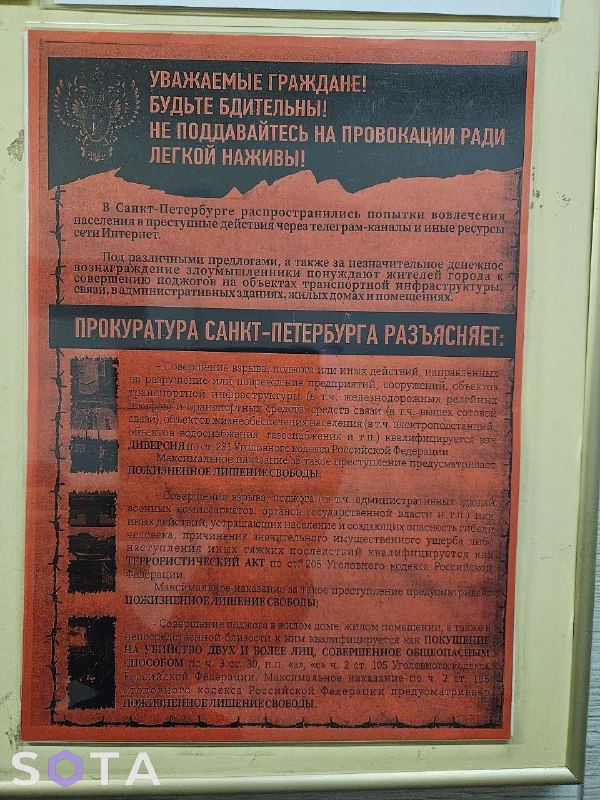 УВАЖАЕМЫЕ ГРАЖДАНЕ!
БУДЬТЕ БДИТЕЛЬНЫ!
НЕ ПОДДАВАЙТЕСЬ НА ПРОВОКАЦИИ РАДИ
ЛЕГКОЙ НАЖИВЫ!
В Санкт-Петербурге распространились попытки вовлечения
населения в преступные действия через телеграм-каналы и иные ресурсы
сети Интернет.
Под различными предлогами, а также за незначительное денежное
вознаграждение злоумышленники понуждают жителей города к
совершению поджогов на объектах транспортной инфраструктуры,
связи, в административных зданиях, жилых домах и помещениях.
ПРОКУРАТУРА САНКТ-ПЕТЕРБУРГА РАЗЪЯСНЯЕТ:
- Совершение взрыва, поджога или иных действий, направленных
на разрушение или повреждение предприятий, сооружений, объектов
транспортной инфраструктуры (в т.ч. железнодорожных релейных
шкафов) и транспортных средств, средств связи (в т.ч. вышек сотовой
связи), объектов жизнеобеспечения населения (в т.ч. электроподстанций,
объектов водоснабжения, газоснабжения и т.п.) квалифицируется как
ДИВЕРСИЯ по ст. 281 Уголовного кодекса Российской Федерации.
Максимальное наказание за такое преступление предусматривает
ПОЖИЗНЕННОЕ ЛИШЕНИЕ СВОБОДЫ;
- Совершение взрыва, поджога (в т.ч. административных зданий
военных комиссариатов, органов государственной власти и т.п.) или
иных действий, устрашающих население и создающих опасность гибели
человека, причинения значительного имущественного ущерба либо
наступления иных тяжких последствий квалифицируется как
ТЕРРОРИСТИЧЕСКИЙ АКТ по ст. 205 Уголовного кодекса Российской
Федерации.
Максимальное наказание за такое преступление предусматривает
ПОЖИЗНЕННОЕ ЛИШЕНИЕ СВОБОДЫ;
- Совершение поджога в жилом доме, жилом помещении, а также в
непосредственной близости к ним квалифицируется как ПОКУШЕНИЕ
НА УБИЙСТВО ДВУХ И БОЛЕЕ ЛИЦ, СОВЕРШЕННОЕ ОБЩЕОПАСНЫМ
СПОСОБОМ по ч. 3 ст. 30, п.п. «а», «е» ч. 2 ст. 105 Уголовного кодекса
Российской Федерации. Максимальное наказание по ч. 2 ст. 105
Уголовного кодекса Российской Федерации предусматривает
ПОЖИЗНЕННОЕ ЛИШЕНИЕ СВОБОДЫ.
SOTA